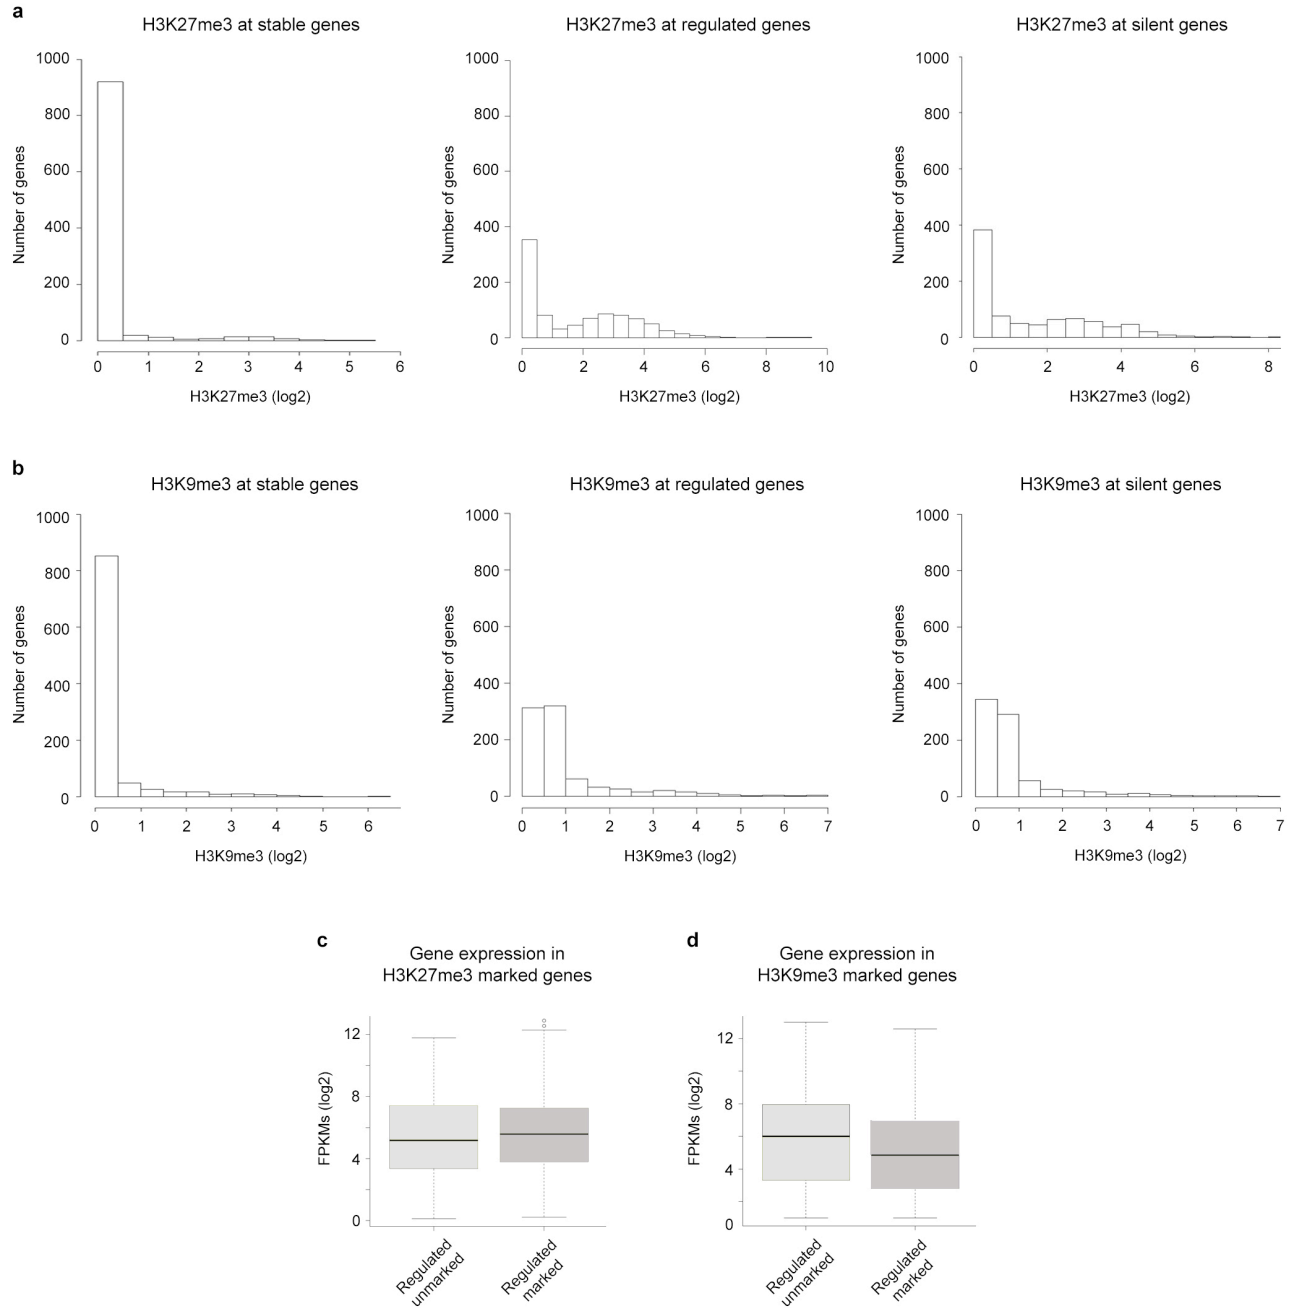 a
H3K27me3 at stable genes
H3K27me3 at regulated genes
H3K27me3 at silent genes
Number of genes
1000
800
600
400
200
0
0 1 2 3 4 5 6
H3K27me3 (log2)
Number of genes
1000
800
600
400
200
0
0 2 4 6 8 10
H3K27me3 (log2)
Number of genes
1000
800
600
400
200
0
0 2 4 6 8
H3K27me3 (log2)
b
H3K9me3 at stable genes
H3K9me3 at regulated genes
H3K9me3 at silent genes
Number of genes
1000
800
600
400
200
0
0 1 2 3 4 5 6
H3K9me3 (log2)
Number of genes
1000
800
600
400
200
0
0 1 2 3 4 5 6 7
H3K9me3 (log2)
Number of genes
1000
800
600
400
200
0
0 1 2 3 4 5 6 7
H3K9me3 (log2)
c
Gene expression in
H3K27me3 marked genes
FPKMs (log2)
12
8
4
0
Regulated
unmarked
Regulated
marked
d
Gene expression in
H3K9me3 marked genes
FPKMs (log2)
12
8
4
0
Regulated
unmarked
Regulated
marked